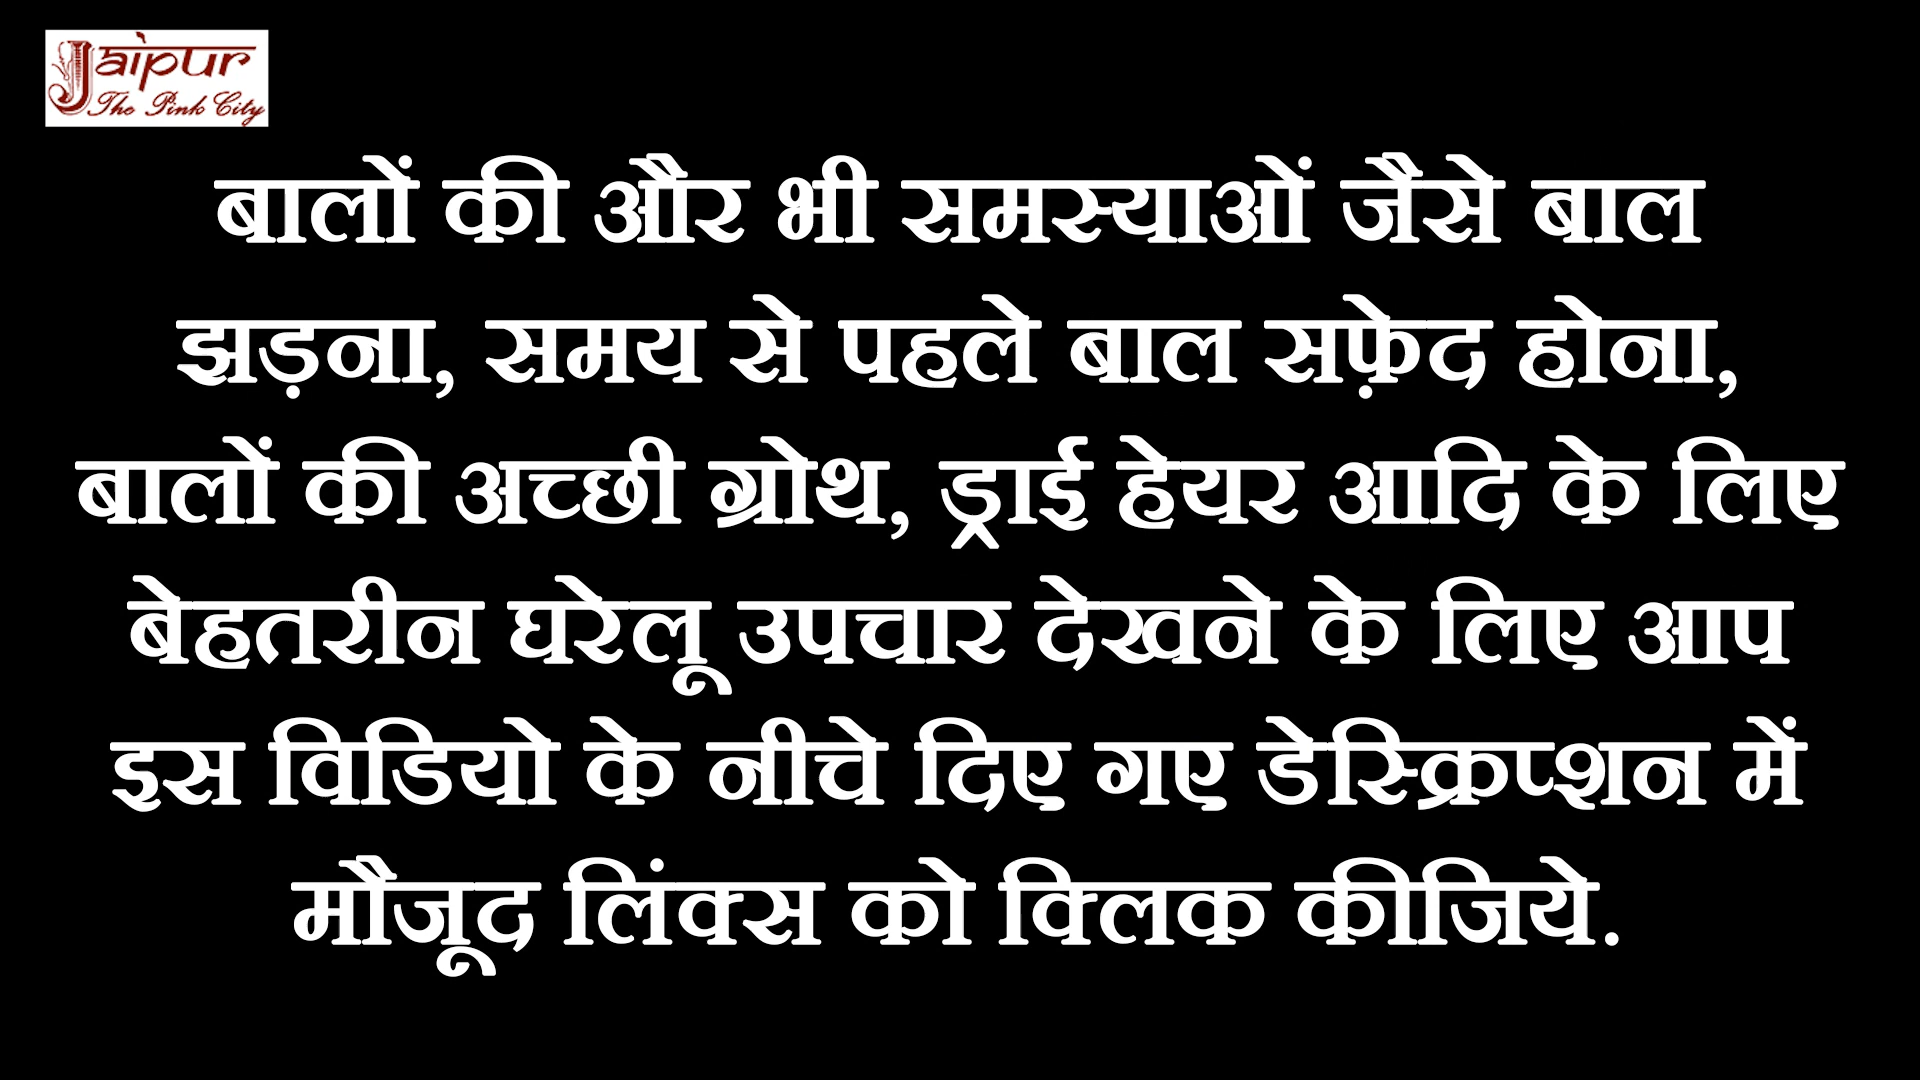 Jaipur
The Pink City
बालों की और भी समस्याओं जैसे बाल
झड़ना, समय से पहले बाल सफ़ेद होना,
बालों की अच्छी ग्रोथ, ड्राई हेयर आदि के लिए
बेहतरीन घरेलू उपचार देखने के लिए आप
इस विडियो के नीचे दिए गए डेस्क्रिप्शन में
मौजूद लिंक्स को क्लिक कीजिये.